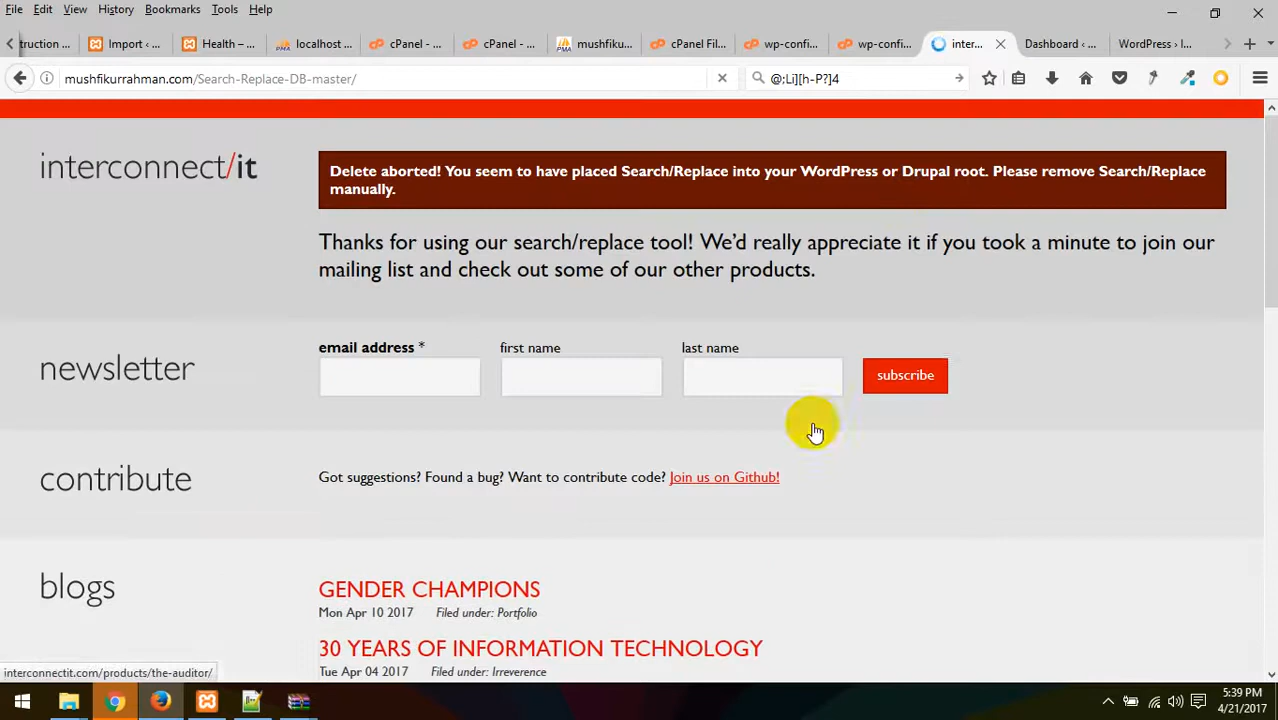 File Edit View History Bookmarks Tools Help
truction ... Import ‹ ... Health – ... localhost ... cPanel - ... cPanel - ... mushfiku... cPanel Fil... wp-confi... wp-confi... inter... Dashboard ‹ ... WordPress › I...
mushfikurrahman.com/Search-Replace-DB-master/ @;Li][h-P?]4
interconnect/it
Delete aborted! You seem to have placed Search/Replace into your WordPress or Drupal root. Please remove Search/Replace
manually.
Thanks for using our search/replace tool! We'd really appreciate it if you took a minute to join our
mailing list and check out some of our other products.
newsletter
email address * first name last name
subscribe
contribute
Got suggestions? Found a bug? Want to contribute code? Join us on Github!
blogs
GENDER CHAMPIONS
Mon Apr 10 2017 Filed under: Portfolio
30 YEARS OF INFORMATION TECHNOLOGY
Tue Apr 04 2017 Filed under: Irreverence
interconnectit.com/products/the-auditor/
5:39 PM
4/21/2017